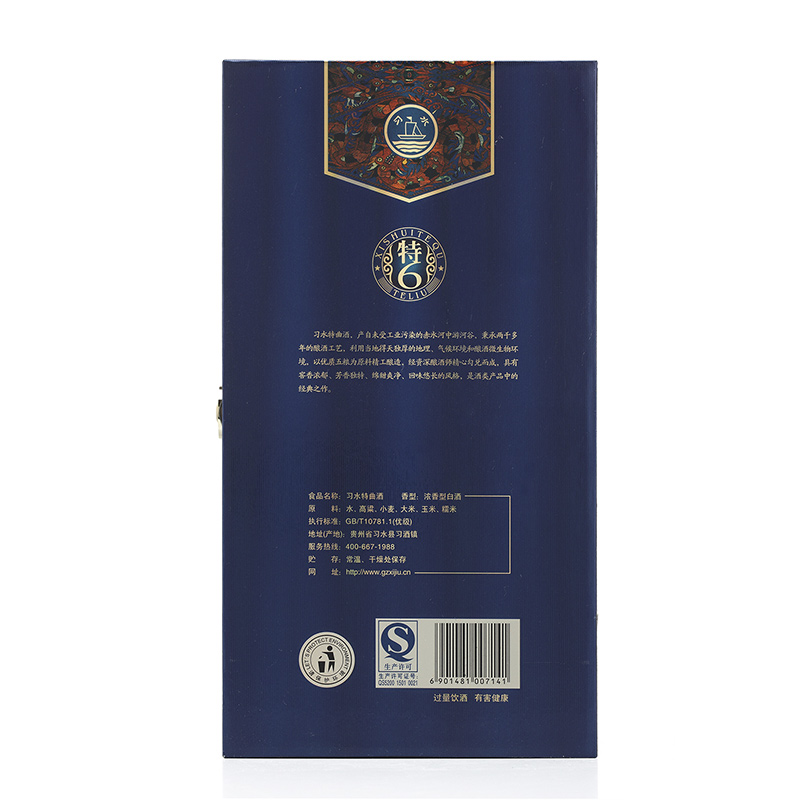 习水
XISHUITEQU
特
6
TELIU
习水特曲酒，产自未受工业污染的赤水河中游河谷，秉承两千多
年的酿酒工艺，利用当地得天独厚的地理、气候环境和酿酒微生物环
境，以优质五粮为原料精工酿造，经资深酿酒师精心勾兑而成，具有
窖香浓郁、芳香独特、绵甜爽净、回味悠长的风格，是酒类产品中的
经典之作。
食品名称：习水特曲酒 香型：浓香型白酒
原 料：水、高粱、小麦、大米、玉米、糯米
执行标准：GB/T10781.1(优级)
地址(产地)：贵州省习水县习酒镇
服务热线：400-667-1988
贮 存：常温、干燥处保存
网 址：http://www.gzxijiu.cn
LET'S PROTECT ENVIRONMENT
QS
生产许可
生产许可证号：
QS5200 1501 0021
6 901481 007141
过量饮酒 有害健康